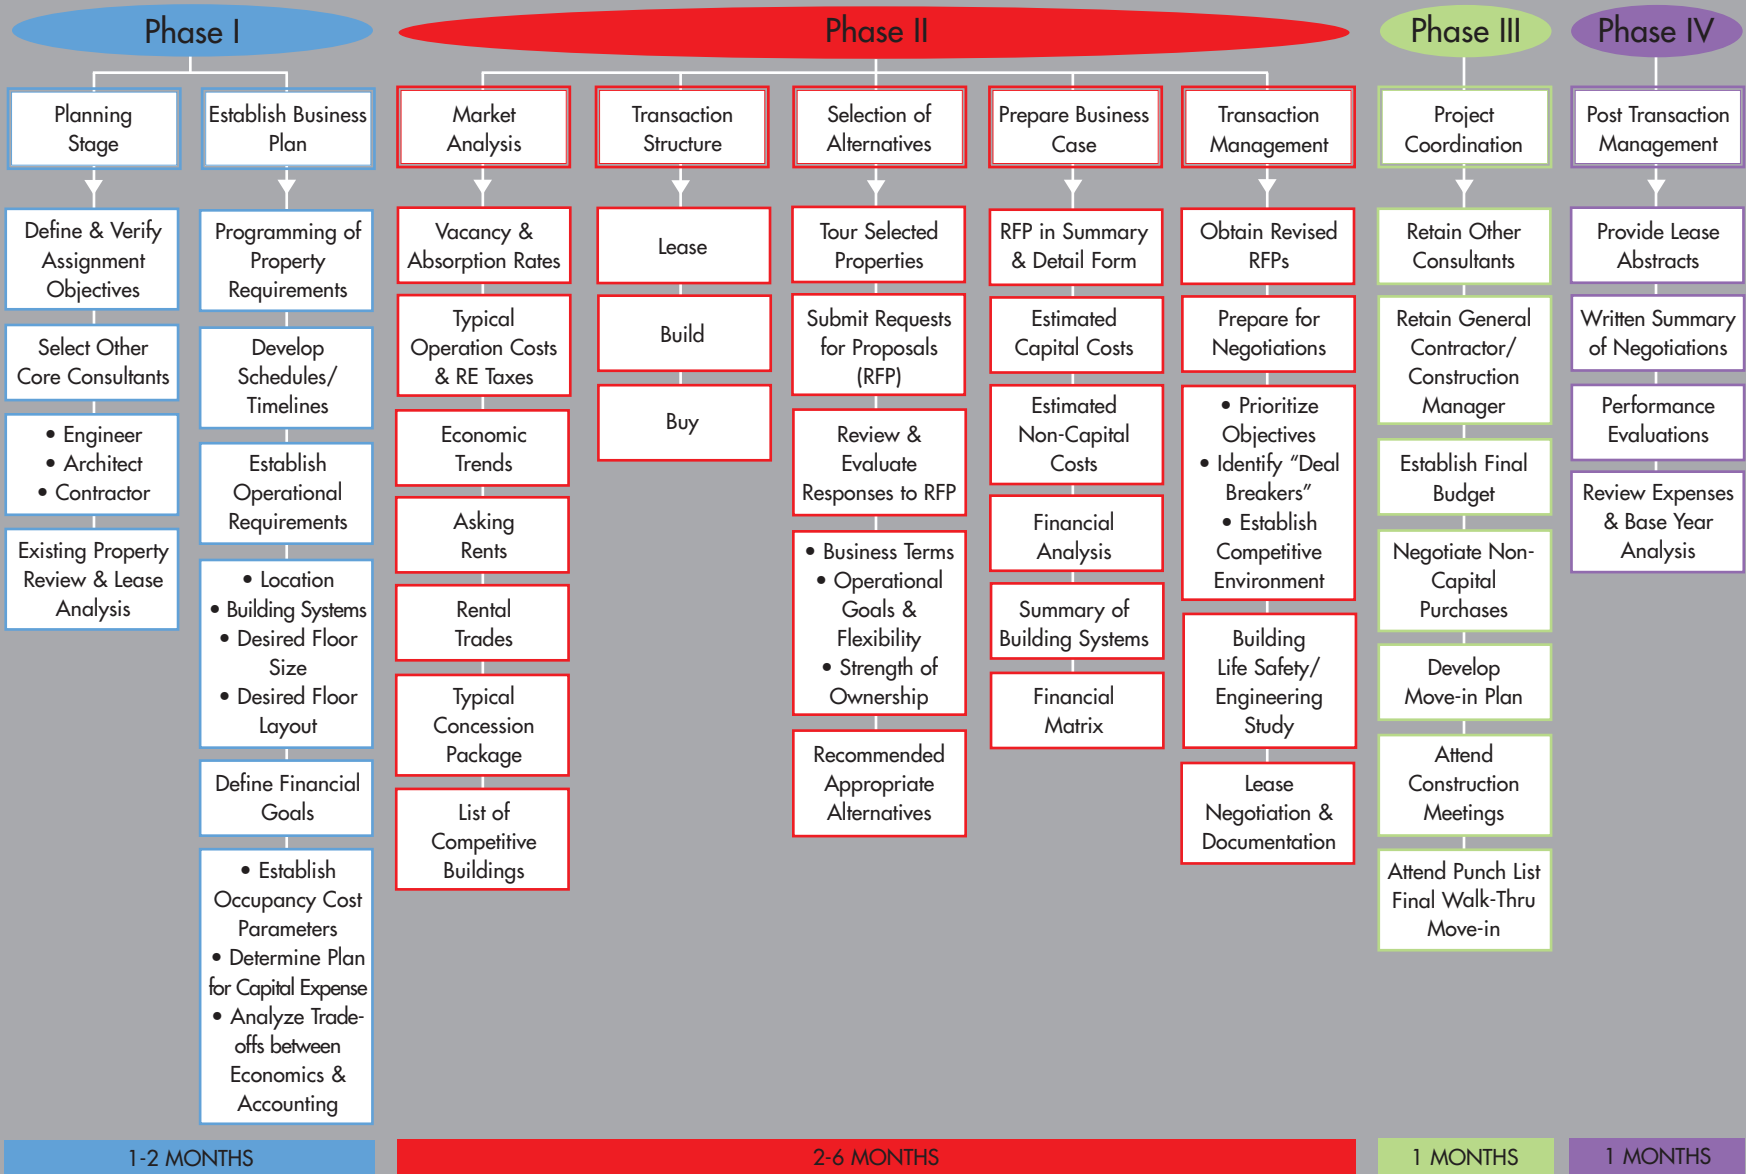 Phase I
Phase II
Phase III
Phase IV
Planning
Stage
Define & Verify
Assignment
Objectives
Select Other
Core Consultants
• Engineer
• Architect
• Contractor
Existing Property
Review & Lease
Analysis
Establish Business
Plan
Programming of
Property
Requirements
Develop
Schedules/
Timelines
Establish
Operational
Requirements
• Location
• Building Systems
• Desired Floor
Size
• Desired Floor
Layout
Define Financial
Goals
• Establish
Occupancy Cost
Parameters
• Determine Plan
for Capital Expense
• Analyze Trade-
offs between
Economics &
Accounting
Market
Analysis
Vacancy &
Absorption Rates
Typical
Operation Costs
& RE Taxes
Economic
Trends
Asking
Rents
Rental
Trades
Typical
Concession
Package
List of
Competitive
Buildings
Transaction
Structure
Lease
Build
Buy
Selection of
Alternatives
Tour Selected
Properties
Submit Requests
for Proposals
(RFP)
Review &
Evaluate
Responses to RFP
• Business Terms
• Operational
Goals &
Flexibility
• Strength of
Ownership
Recommended
Appropriate
Alternatives
Prepare Business
Case
RFP in Summary
& Detail Form
Estimated
Capital Costs
Estimated
Non-Capital
Costs
Financial
Analysis
Summary of
Building Systems
Financial
Matrix
Transaction
Management
Obtain Revised
RFPs
Prepare for
Negotiations
• Prioritize
Objectives
• Identify “Deal
Breakers”
• Establish
Competitive
Environment
Building
Life Safety/
Engineering
Study
Lease
Negotiation &
Documentation
Project
Coordination
Retain Other
Consultants
Retain General
Contractor/
Construction
Manager
Establish Final
Budget
Negotiate Non-
Capital
Purchases
Develop
Move-in Plan
Attend
Construction
Meetings
Attend Punch List
Final Walk-Thru
Move-in
Post Transaction
Management
Provide Lease
Abstracts
Written Summary
of Negotiations
Performance
Evaluations
Review Expenses
& Base Year
Analysis
1-2 MONTHS
2-6 MONTHS
1 MONTHS
1 MONTHS